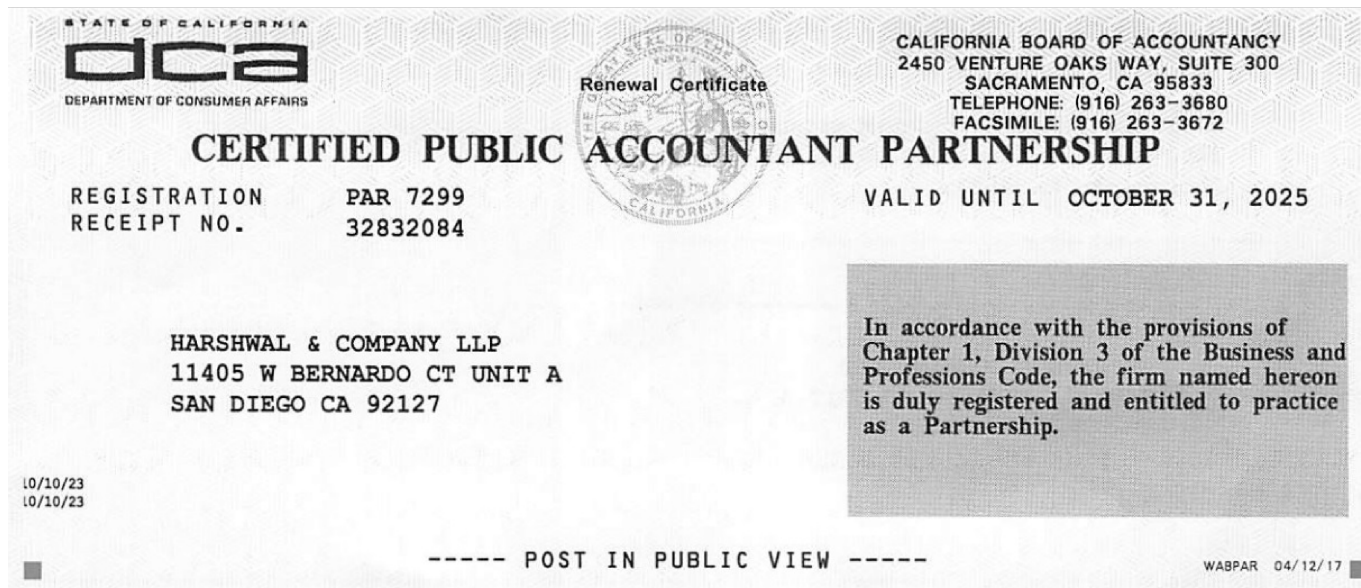 STATE OF CALIFORNIA
dca
DEPARTMENT OF CONSUMER AFFAIRS
Renewal Certificate
CALIFORNIA BOARD OF ACCOUNTANCY
2450 VENTURE OAKS WAY, SUITE 300
SACRAMENTO, CA 95833
TELEPHONE: (916) 263-3680
FACSIMILE: (916) 263-3672
CERTIFIED PUBLIC ACCOUNTANT PARTNERSHIP
REGISTRATION PAR 7299
RECEIPT NO. 32832084
VALID UNTIL OCTOBER 31, 2025
CALIFORNIA
HARSHWAL & COMPANY LLP
11405 W BERNARDO CT UNIT A
SAN DIEGO CA 92127
In accordance with the provisions of
Chapter 1, Division 3 of the Business and
Professions Code, the firm named hereon
is duly registered and entitled to practice
as a Partnership.
10/10/23
10/10/23
----- POST IN PUBLIC VIEW -----
WABPAR 04/12/17